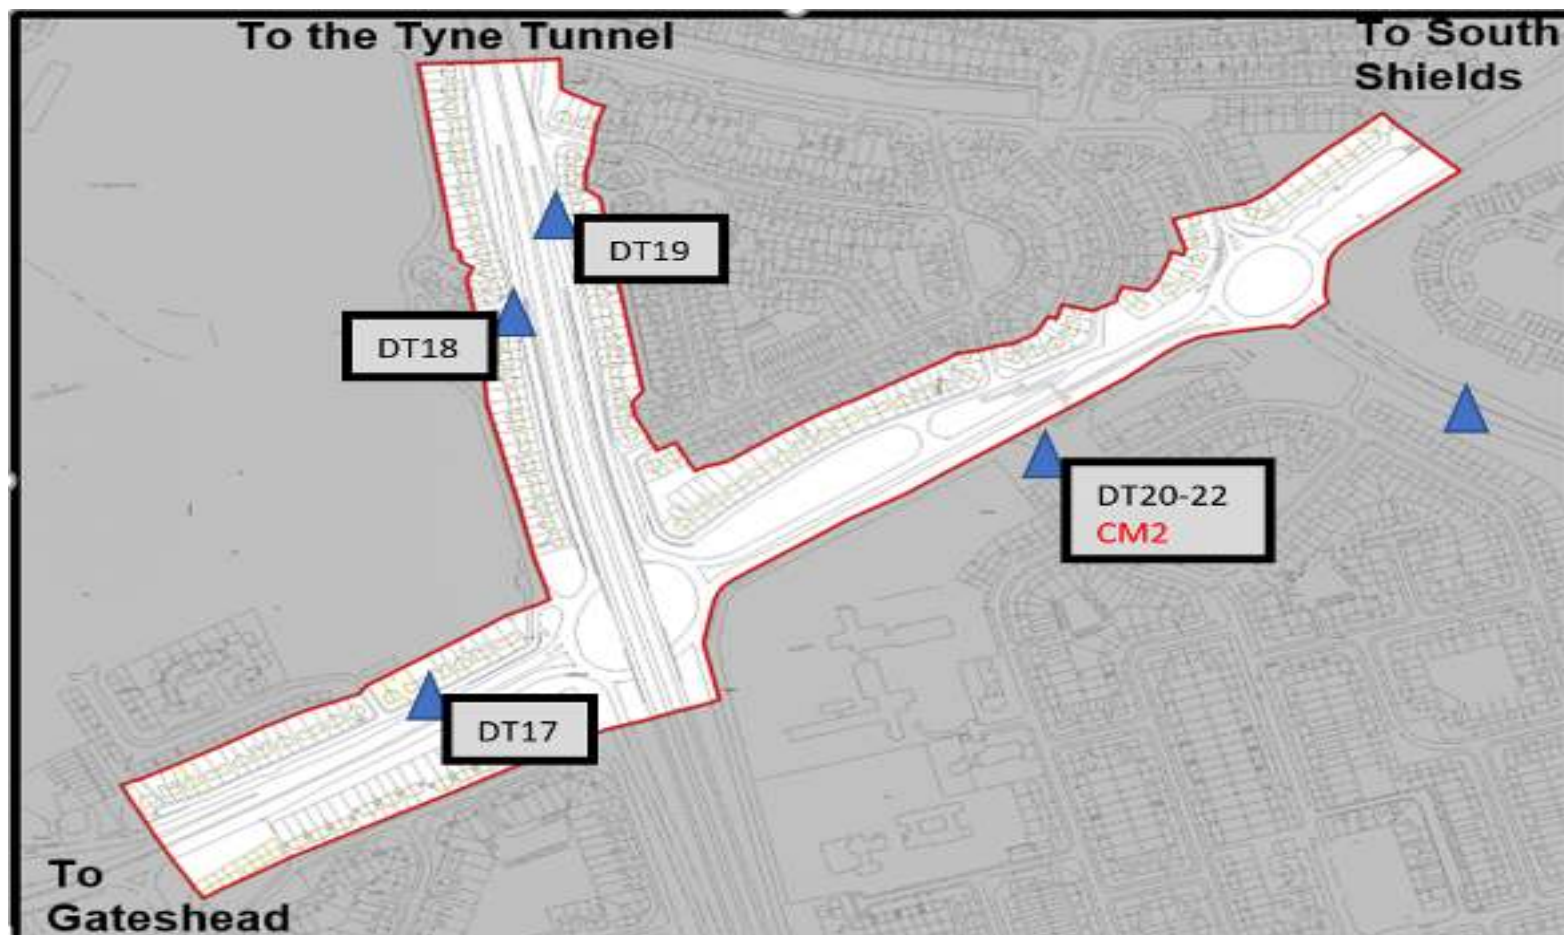 To the Tyne Tunnel
To South
Shields
DT19
DT18
DT20-22
CM2
DT17
To
Gateshead